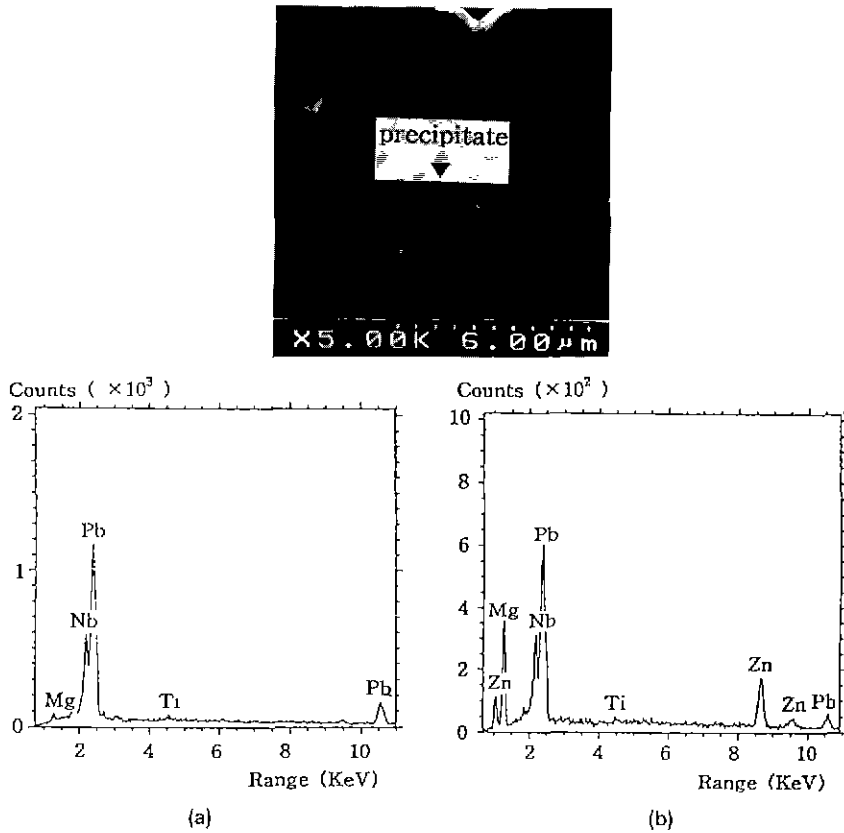 precipitate
×5.00K 6.00μm
Counts ( ×10³)
2
Pb
1
Nb
Mg
Ti
Pb
0
2 4 6 8 10
Range (KeV)
(a)
Counts (×10²)
10
8
6
Pb
4
Mg
Nb
2
Zn
Zn
Ti
Zn
Pb
0
2 4 6 8 10
Range (KeV)
(b)